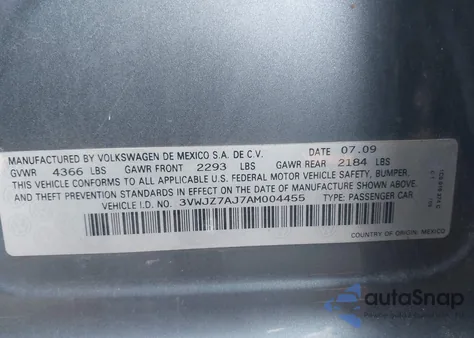 MANUFACTURED BY VOLKSWAGEN DE MEXICO S.A. DE C.V. DATE 07.09
GVWR 4366 LBS GAWR FRONT 2293 LBS GAWR REAR 2184 LBS
THIS VEHICLE CONFORMS TO ALL APPLICABLE U.S. FEDERAL MOTOR VEHICLE SAFETY, BUMPER,
AND THEFT PREVENTION STANDARDS IN EFFECT ON THE DATE OF MANUFACTURE SHOWN ABOVE.
VEHICLE I.D. NO. 3VWJZ7AJ7AM004455 TYPE: PASSENGER CAR
COUNTRY OF ORIGIN: MEXICO
autoSnap